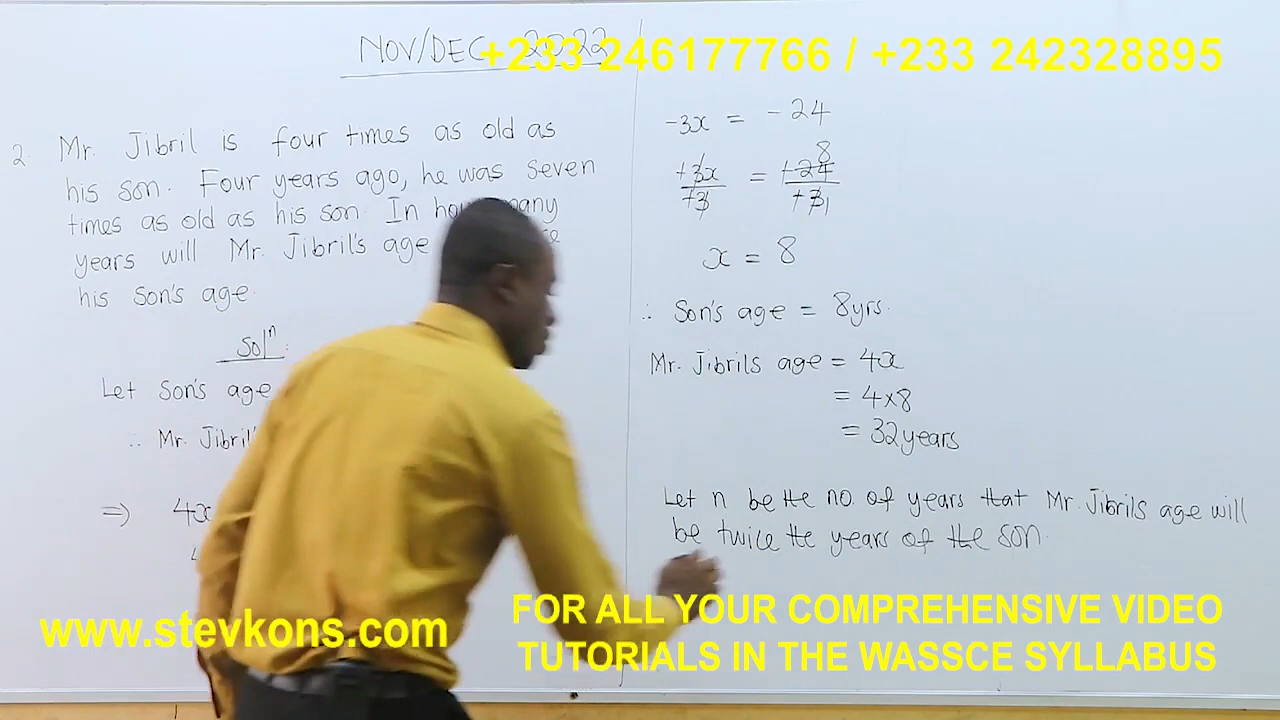 NOV/DEC 2022
+233 246177766 / +233 242328895
2. Mr. Jibril is four times as old as
his son. Four years ago, he was seven
times as old as his son. In how many
years will Mr. Jibril's age
his son's age.
Solⁿ:
Let Son's age
∴ Mr. Jibril's
⇒ 4x
-3x = -24
-3x/-3 = -24/-3 8 1
x = 8
∴ Son's age = 8yrs.
Mr. Jibrils age = 4x
= 4×8
= 32years
Let n be the no. of years that Mr. Jibrils age will
be twice the years of the son.
www.stevkons.com
FOR ALL YOUR COMPREHENSIVE VIDEO
TUTORIALS IN THE WASSCE SYLLABUS